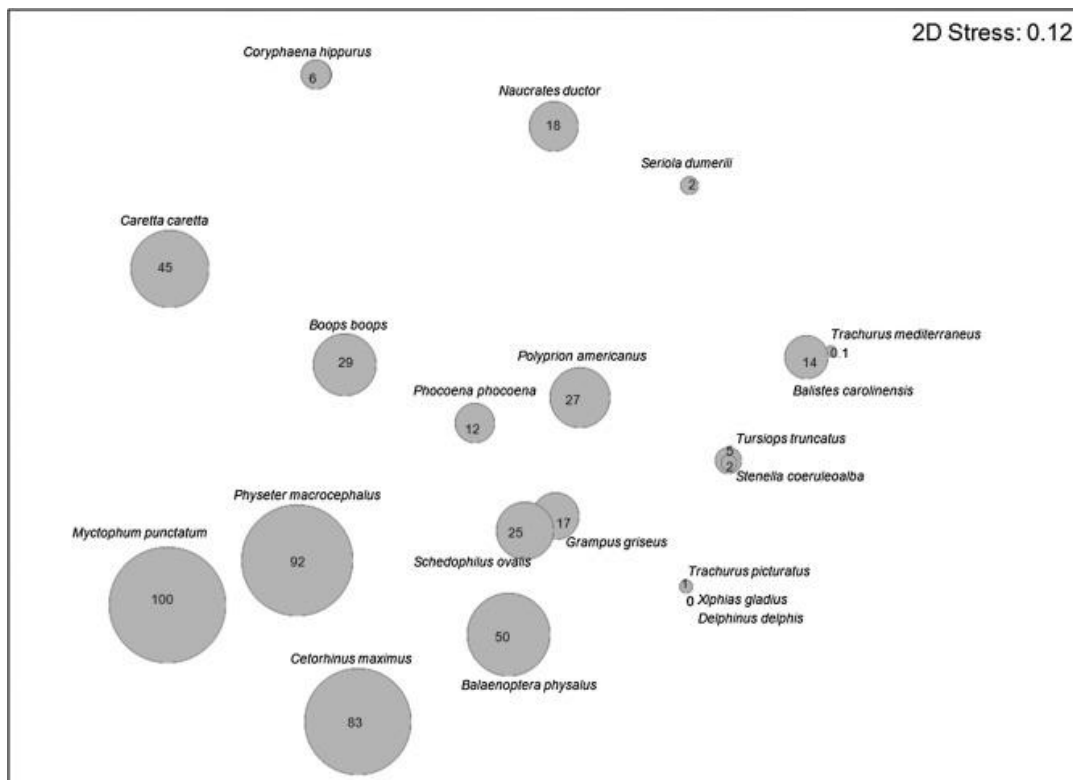 2D Stress: 0.12
Coryphaena hippurus
6
Naucrates ductor
18
Seriola dumerili
2
Caretta caretta
45
Boops boops
29
Trachurus mediterraneus
0.1
14
Balistes carolinensis
Polyprion americanus
27
Phocoena phocoena
12
Tursiops truncatus
5
2
Stenella coeruleoalba
Physeter macrocephalus
92
Myctophum punctatum
100
17
25
Grampus griseus
Schedophilus ovalis
Trachurus picturatus
1
0 Xiphias gladius
Delphinus delphis
50
Balaenoptera physalus
Cetorhinus maximus
83